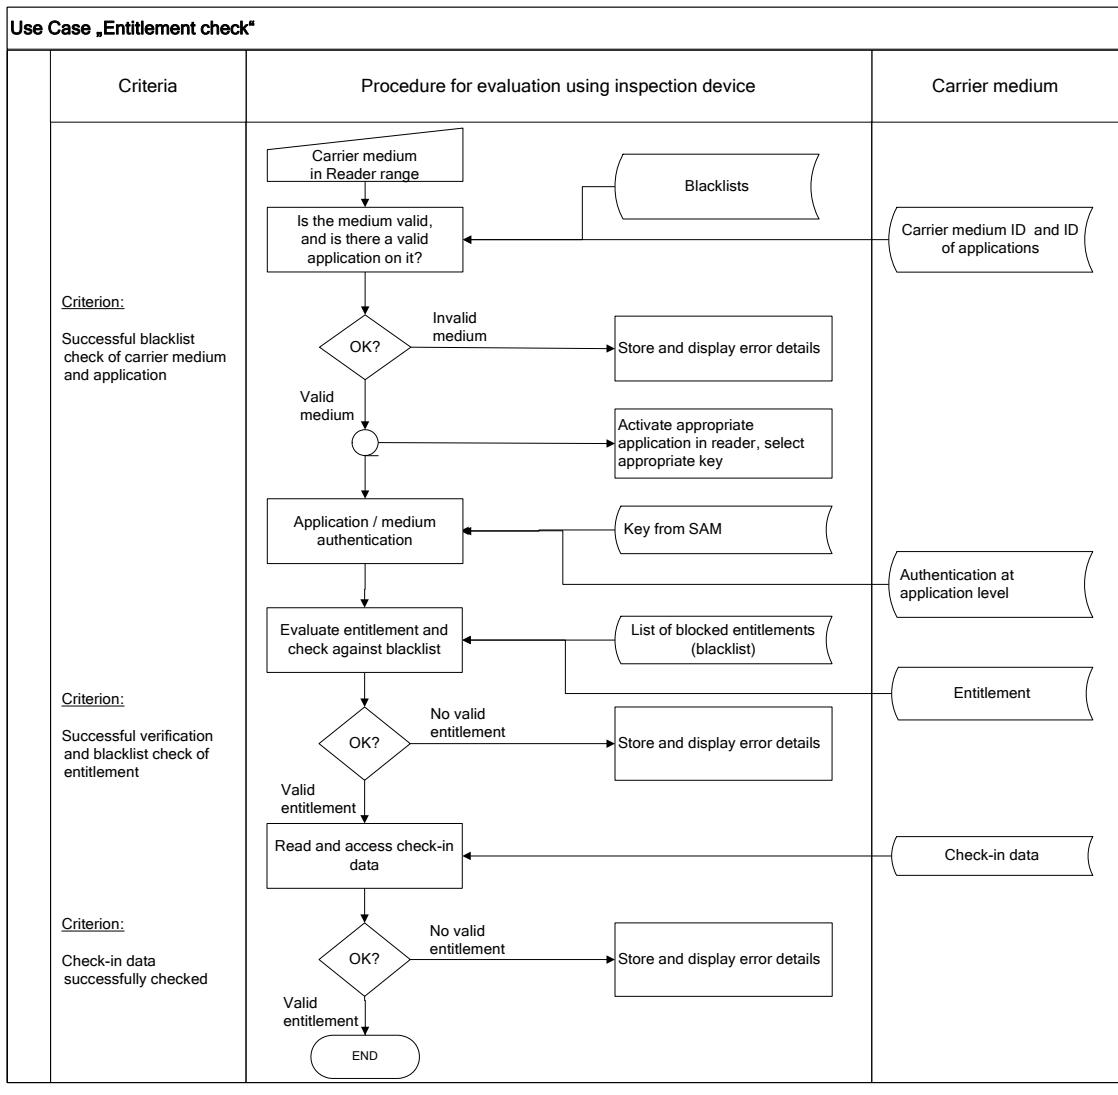 Use Case „Entitlement check“
Criteria
Procedure for evaluation using inspection device
Carrier medium
Carrier medium
in Reader range
Blacklists
Is the medium valid,
and is there a valid
application on it?
Carrier medium ID and ID
of applications
Criterion:
Successful blacklist
check of carrier medium
and application
OK?
Invalid
medium
Store and display error details
Valid
medium
Activate appropriate
application in reader, select
appropriate key
Application / medium
authentication
Key from SAM
Authentication at
application level
Evaluate entitlement and
check against blacklist
List of blocked entitlements
(blacklist)
Entitlement
Criterion:
Successful verification
and blacklist check of
entitlement
OK?
No valid
entitlement
Store and display error details
Valid
entitlement
Read and access check-in
data
Check-in data
Criterion:
Check-in data
successfully checked
OK?
No valid
entitlement
Store and display error details
Valid
entitlement
END